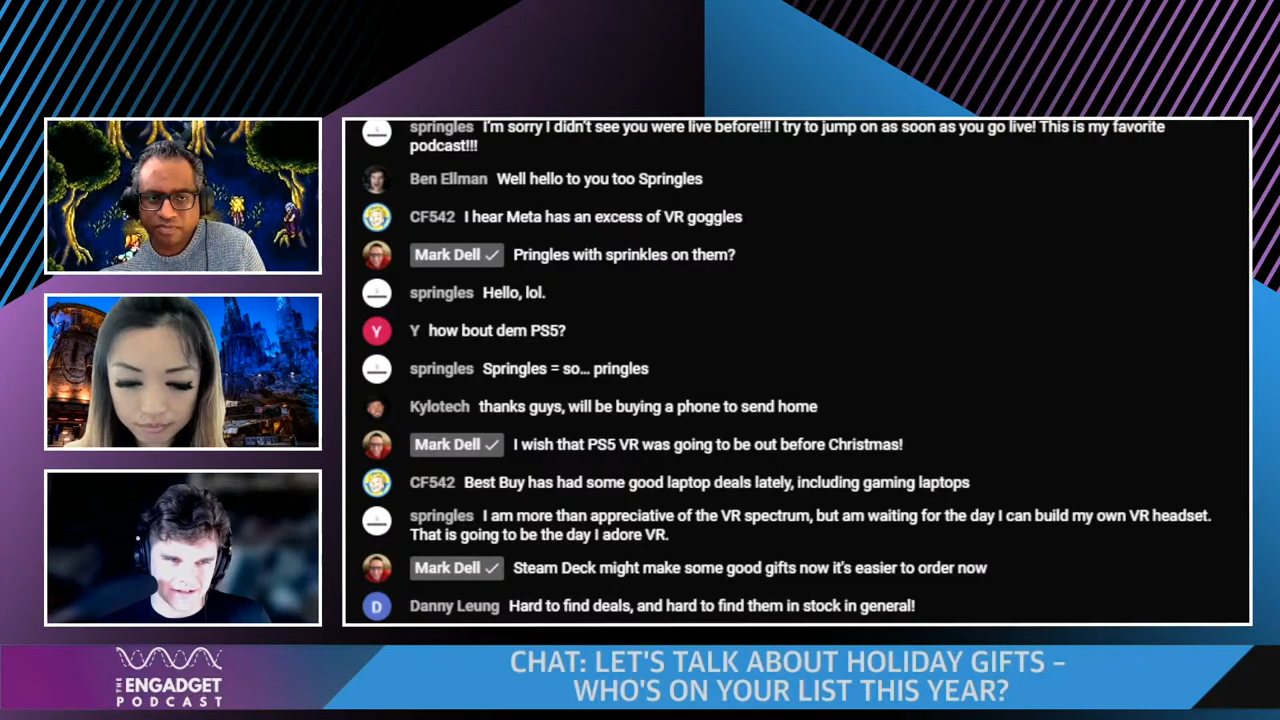 springles I'm sorry I didn't see you were live before!!! I try to jump on as soon as you go live! This is my favorite
podcast!!!
Ben Ellman Well hello to you too Springles
CF542 I hear Meta has an excess of VR goggles
Mark Dell Pringles with sprinkles on them?
springles Hello, lol.
Y Y how bout dem PS5?
springles Springles = so... pringles
Kylotech thanks guys, will be buying a phone to send home
Mark Dell I wish that PS5 VR was going to be out before Christmas!
CF542 Best Buy has had some good laptop deals lately, including gaming laptops
springles I am more than appreciative of the VR spectrum, but am waiting for the day I can build my own VR headset.
That is going to be the day I adore VR.
Mark Dell Steam Deck might make some good gifts now it's easier to order now
D Danny Leung Hard to find deals, and hard to find them in stock in general!
THE ENGADGET
PODCAST
CHAT: LET'S TALK ABOUT HOLIDAY GIFTS –
WHO'S ON YOUR LIST THIS YEAR?